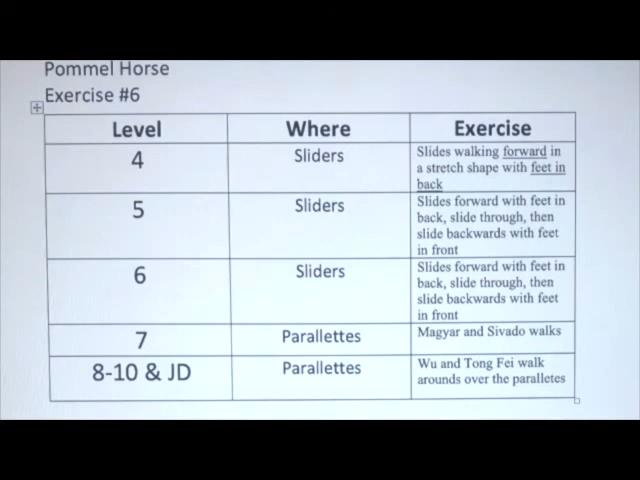 Pommel Horse
Exercise #6
Level Where Exercise
4 Sliders Slides walking forward in
a stretch shape with feet in
back
5 Sliders Slides forward with feet in
back, slide through, then
slide backwards with feet
in front
6 Sliders Slides forward with feet in
back, slide through, then
slide backwards with feet
in front
7 Parallettes Magyar and Sivado walks
8-10 & JD Parallettes Wu and Tong Fei walk
arounds over the paralletes